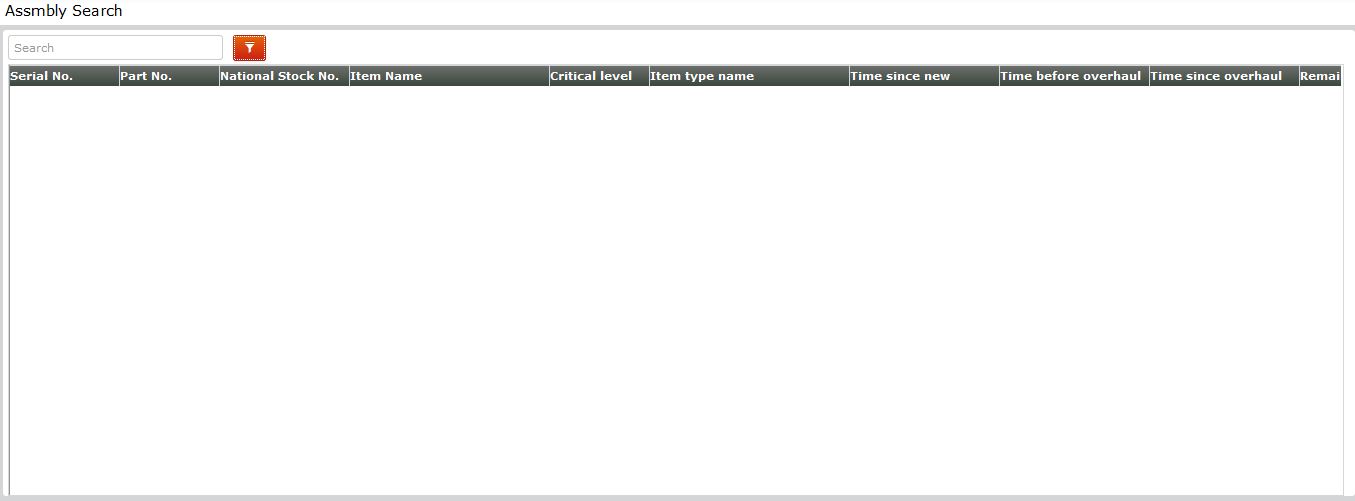 Assmbly Search
Search
Serial No. Part No. National Stock No. Item Name Critical level Item type name Time since new Time before overhaul Time since overhaul Remai